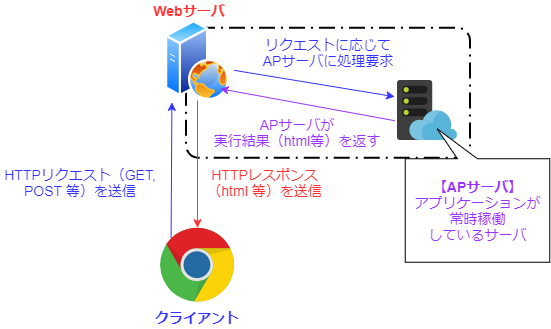 Webサーバ
リクエストに応じて
APサーバに処理要求
APサーバが
実行結果（html等）を返す
HTTPリクエスト（GET,
POST 等）を送信
HTTPレスポンス
（html 等）を送信
【APサーバ】
アプリケーションが
常時稼働
しているサーバ
クライアント